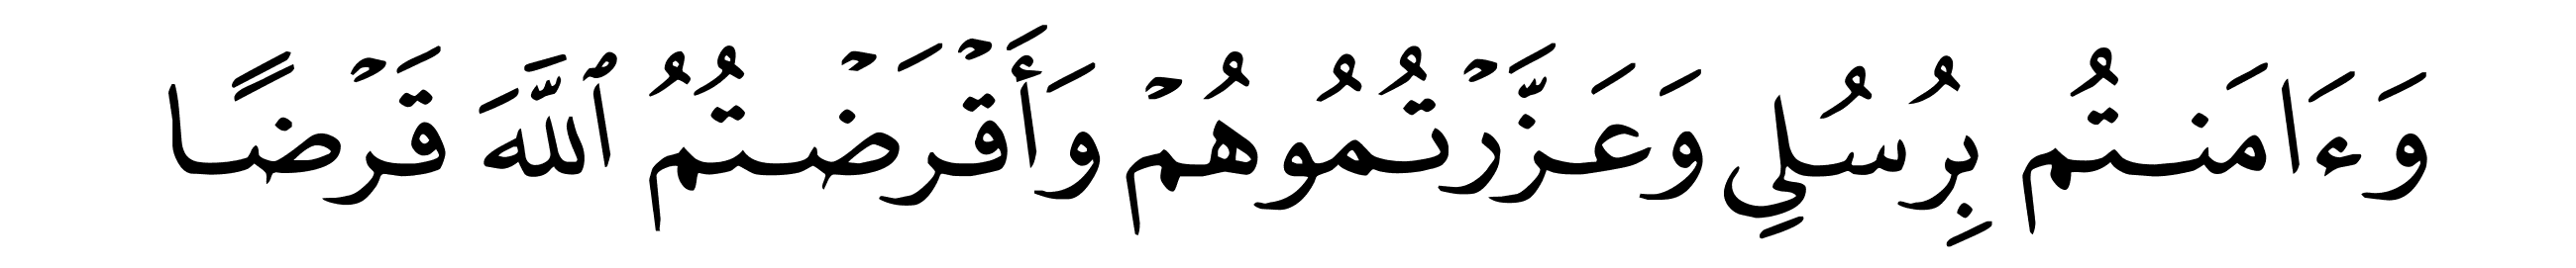 وَءَامَنتُم بِرُسُلِي وَعَزَّرۡتُمُوهُمۡ وَأَقۡرَضۡتُمُ ٱللَّهَ قَرۡضًا